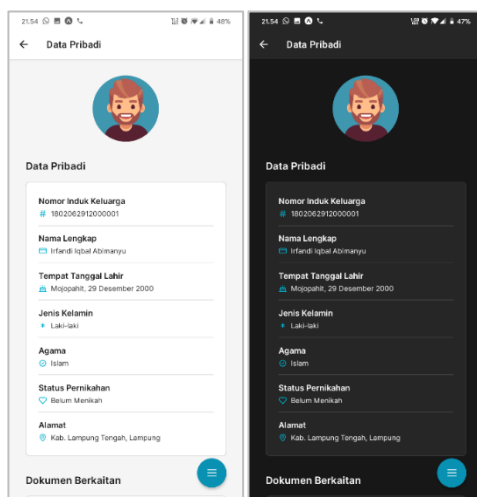 21.54 48%
Data Pribadi
Data Pribadi
Nomor Induk Keluarga
# 1802062912000001
Nama Lengkap
Irfandi Iqbal Abimanyu
Tempat Tanggal Lahir
Mojopahit, 29 Desember 2000
Jenis Kelamin
Laki-laki
Agama
Islam
Status Pernikahan
Belum Menikah
Alamat
Kab. Lampung Tengah, Lampung
Dokumen Berkaitan
21.54 47%
Data Pribadi
Data Pribadi
Nomor Induk Keluarga
# 1802062912000001
Nama Lengkap
Irfandi Iqbal Abimanyu
Tempat Tanggal Lahir
Mojopahit, 29 Desember 2000
Jenis Kelamin
Laki-laki
Agama
Islam
Status Pernikahan
Belum Menikah
Alamat
Kab. Lampung Tengah, Lampung
Dokumen Berkaitan